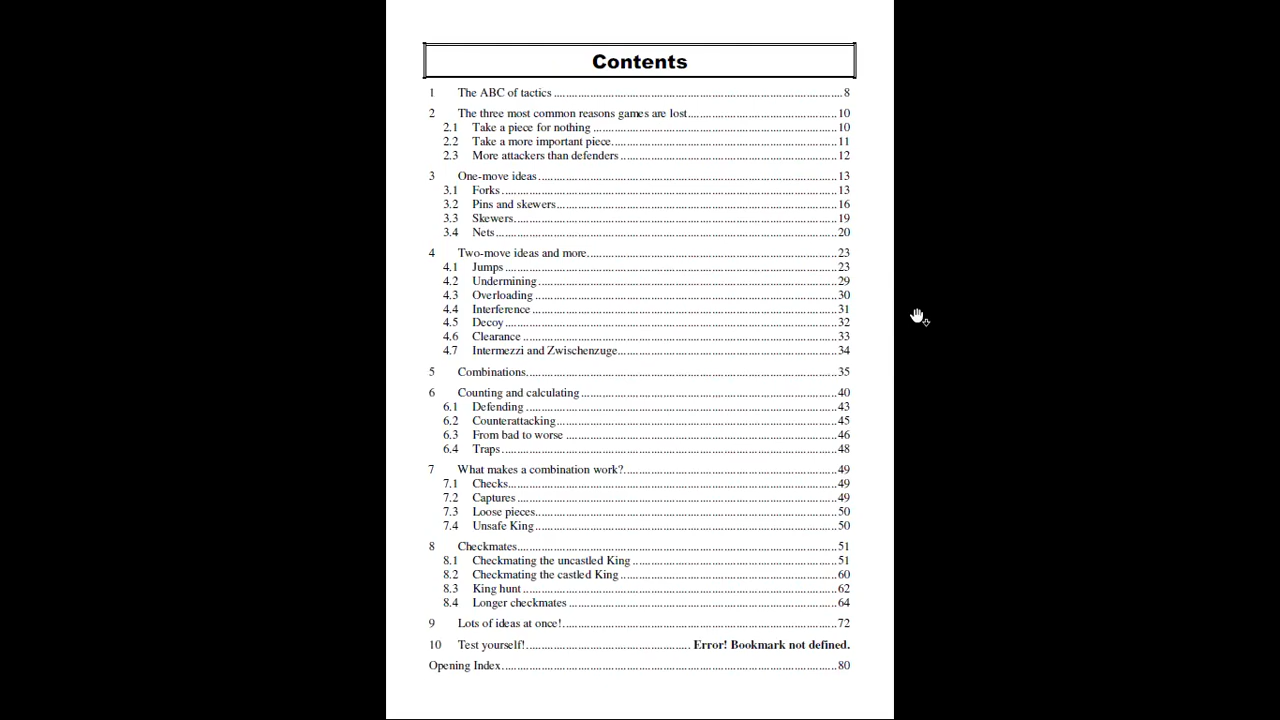 Contents
1 The ABC of tactics 8
2 The three most common reasons games are lost 10
2.1 Take a piece for nothing 10
2.2 Take a more important piece 11
2.3 More attackers than defenders 12
3 One-move ideas 13
3.1 Forks 13
3.2 Pins and skewers 16
3.3 Skewers 19
3.4 Nets 20
4 Two-move ideas and more 23
4.1 Jumps 23
4.2 Undermining 29
4.3 Overloading 30
4.4 Interference 31
4.5 Decoy 32
4.6 Clearance 33
4.7 Intermezzi and Zwischenzuge 34
5 Combinations 35
6 Counting and calculating 40
6.1 Defending 43
6.2 Counterattacking 45
6.3 From bad to worse 46
6.4 Traps 48
7 What makes a combination work? 49
7.1 Checks 49
7.2 Captures 49
7.3 Loose pieces 50
7.4 Unsafe King 50
8 Checkmates 51
8.1 Checkmating the uncastled King 51
8.2 Checkmating the castled King 60
8.3 King hunt 62
8.4 Longer checkmates 64
9 Lots of ideas at once! 72
10 Test yourself! Error! Bookmark not defined.
Opening Index 80